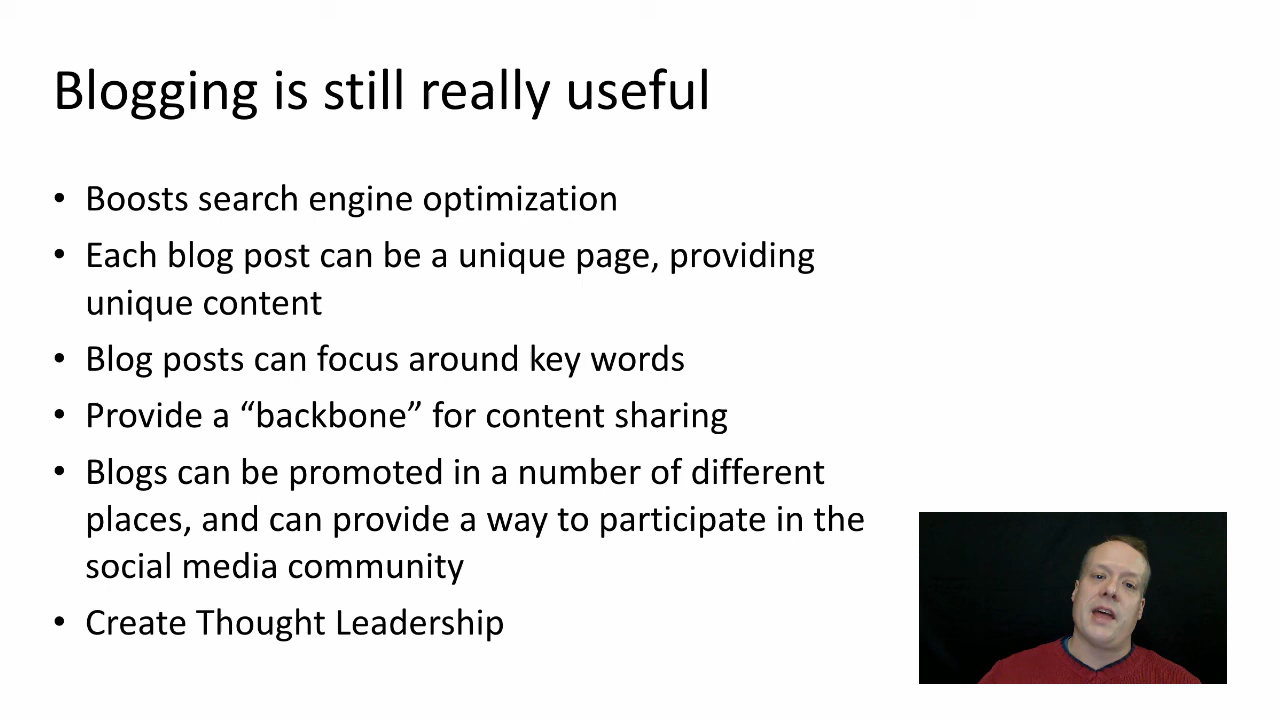 Blogging is still really useful
• Boosts search engine optimization
• Each blog post can be a unique page, providing
unique content
• Blog posts can focus around key words
• Provide a “backbone” for content sharing
• Blogs can be promoted in a number of different
places, and can provide a way to participate in the
social media community
• Create Thought Leadership